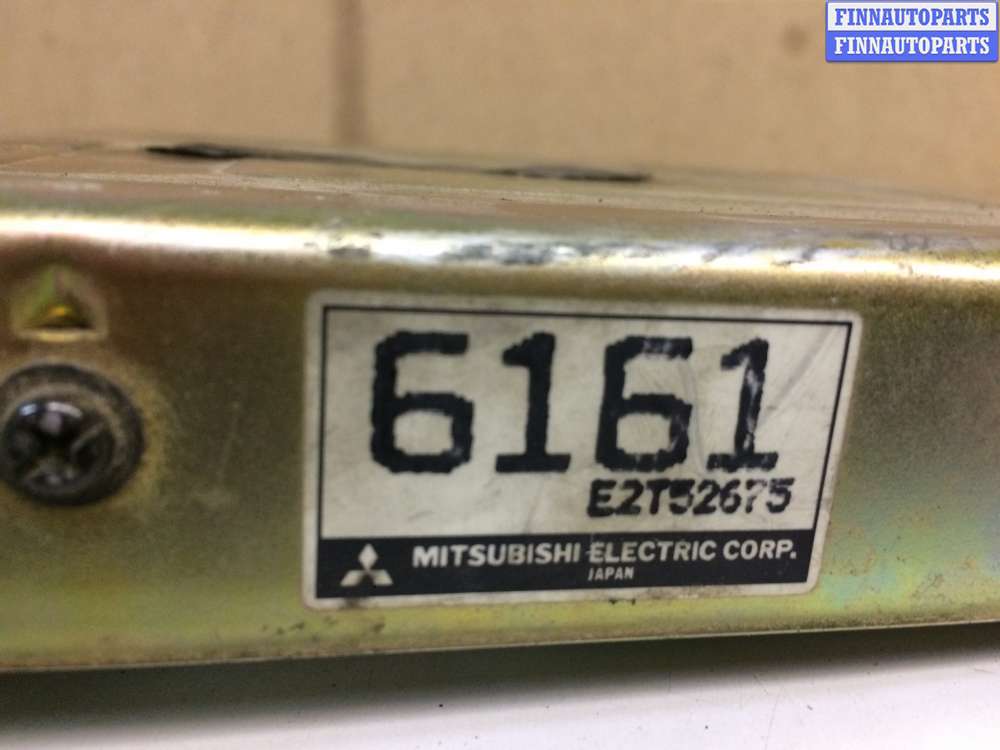 FINNAUTOPARTS
FINNAUTOPARTS
6161
E2T52675
MITSUBISHI ELECTRIC CORP.
JAPAN